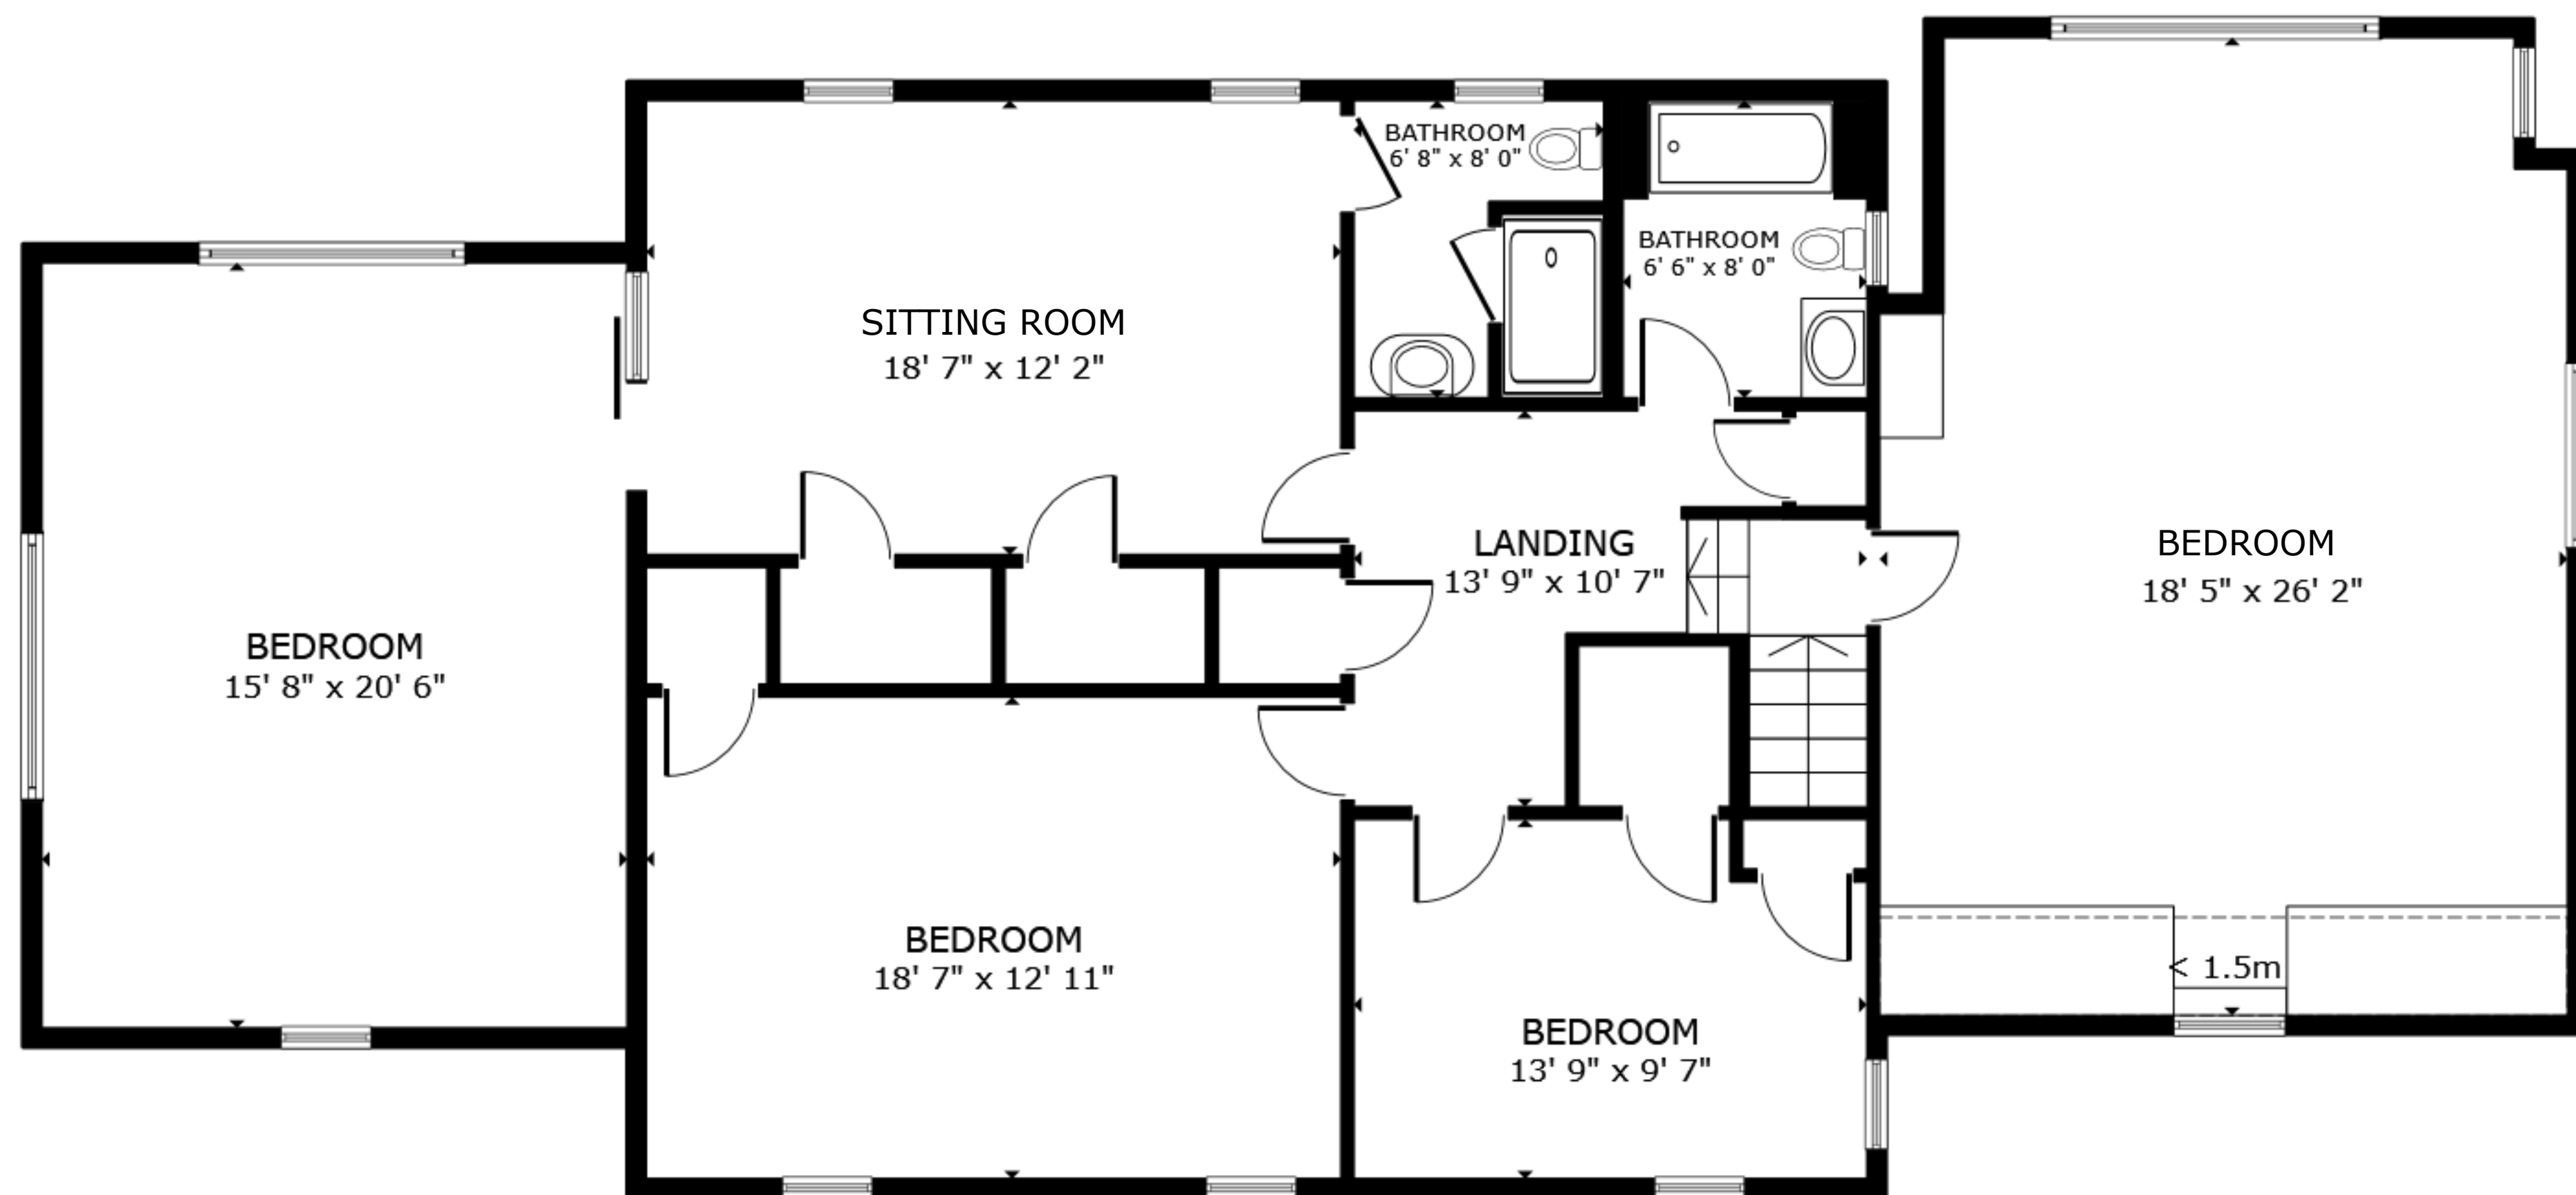 BATHROOM
6' 8" x 8' 0"
BATHROOM
6' 6" x 8' 0"
SITTING ROOM
18' 7" x 12' 2"
LANDING
13' 9" x 10' 7"
BEDROOM
18' 5" x 26' 2"
BEDROOM
15' 8" x 20' 6"
BEDROOM
18' 7" x 12' 11"
< 1.5m
BEDROOM
13' 9" x 9' 7"